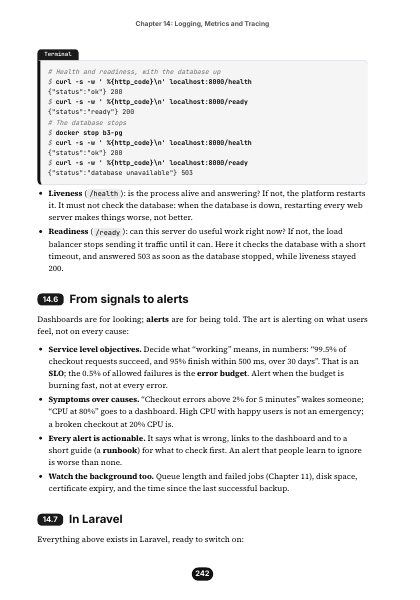 Chapter 14: Logging, Metrics and Tracing
Terminal
# Health and readiness, with the database up
$ curl -s -w ' %{http_code}\n' localhost:8000/health
{"status":"ok"} 200
$ curl -s -w ' %{http_code}\n' localhost:8000/ready
{"status":"ready"} 200
# The database stops
$ docker stop b3-pg
$ curl -s -w ' %{http_code}\n' localhost:8000/health
{"status":"ok"} 200
$ curl -s -w ' %{http_code}\n' localhost:8000/ready
{"status":"database unavailable"} 503
• Liveness ( /health ): is the process alive and answering? If not, the platform restarts
it. It must not check the database: when the database is down, restarting every web
server makes things worse, not better.
• Readiness ( /ready ): can this server do useful work right now? If not, the load
balancer stops sending it traffic until it can. Here it checks the database with a short
timeout, and answered 503 as soon as the database stopped, while liveness stayed
200.
14.6 From signals to alerts
Dashboards are for looking; alerts are for being told. The art is alerting on what users
feel, not on every cause:
• Service level objectives. Decide what “working” means, in numbers: “99.5% of
checkout requests succeed, and 95% finish within 500 ms, over 30 days”. That is an
SLO; the 0.5% of allowed failures is the error budget. Alert when the budget is
burning fast, not at every error.
• Symptoms over causes. “Checkout errors above 2% for 5 minutes” wakes someone;
“CPU at 80%” goes to a dashboard. High CPU with happy users is not an emergency;
a broken checkout at 20% CPU is.
• Every alert is actionable. It says what is wrong, links to the dashboard and to a
short guide (a runbook) for what to check first. An alert that people learn to ignore
is worse than none.
• Watch the background too. Queue length and failed jobs (Chapter 11), disk space,
certificate expiry, and the time since the last successful backup.
14.7 In Laravel
Everything above exists in Laravel, ready to switch on:
242